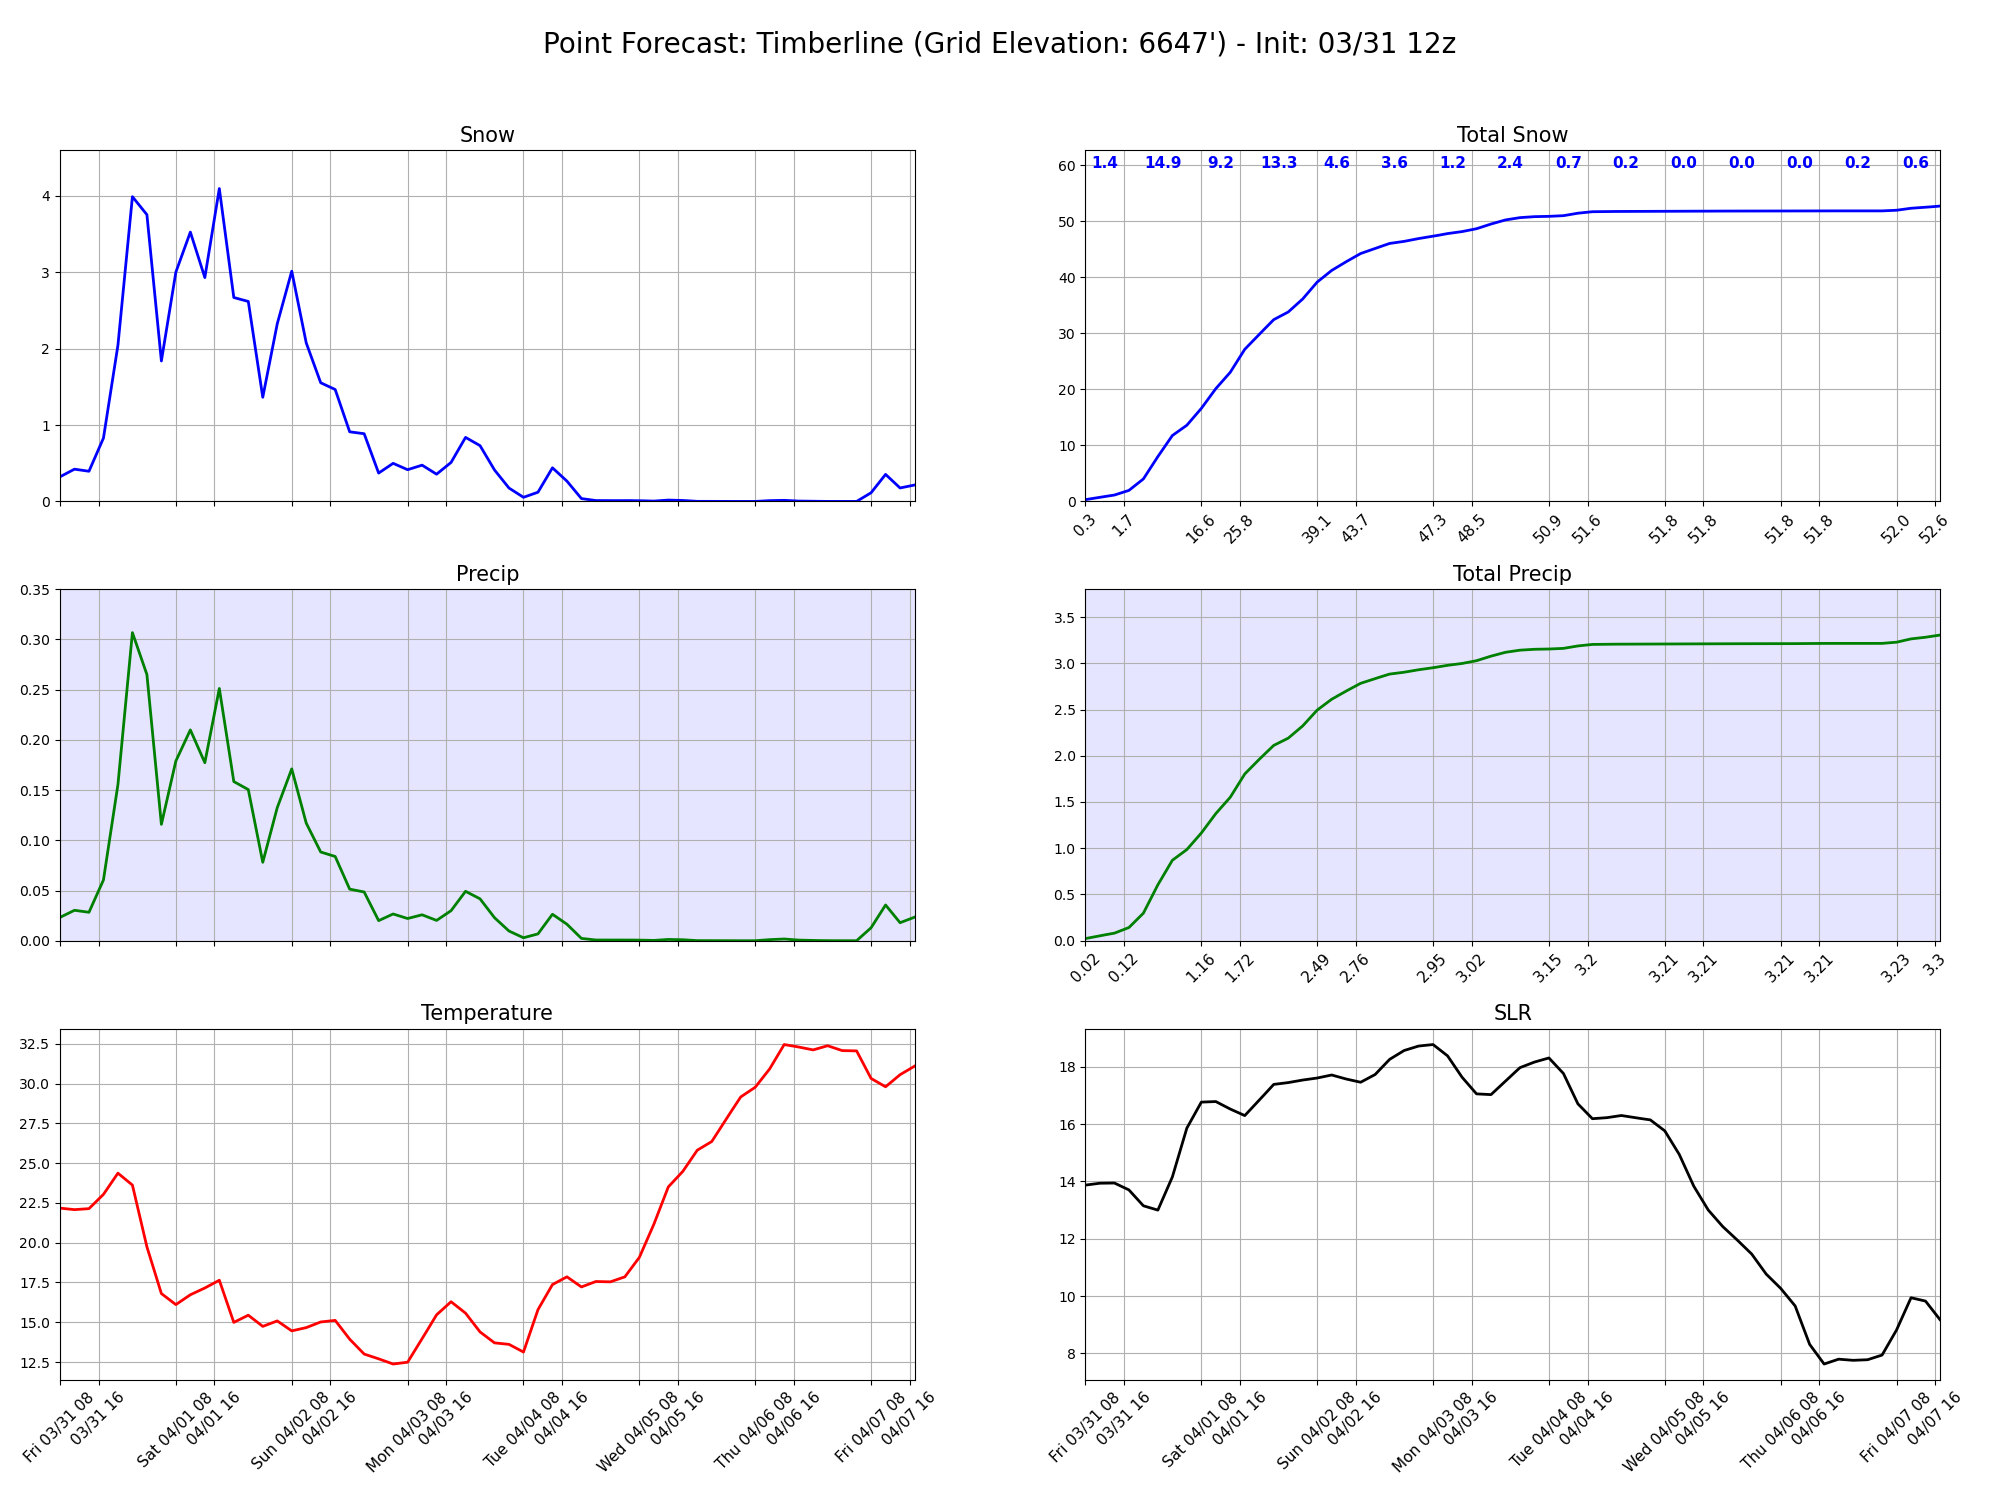 Point Forecast: Timberline (Grid Elevation: 6647') - Init: 03/31 12z
Snow
4
3
2
1
0
Total Snow
1.4 14.9 9.2 13.3 4.6 3.6 1.2 2.4 0.7 0.2 0.0 0.0 0.0 0.2 0.6
60
50
40
30
20
10
0
0.3 1.7 16.6 25.8 39.1 43.7 47.3 48.5 50.9 51.6 51.8 51.8 51.8 51.8 52.0 52.6
Precip
0.35
0.30
0.25
0.20
0.15
0.10
0.05
0.00
Total Precip
3.5
3.0
2.5
2.0
1.5
1.0
0.5
0.0
0.02 0.12 1.16 1.72 2.49 2.76 2.95 3.02 3.15 3.2 3.21 3.21 3.21 3.21 3.23 3.3
Temperature
32.5
30.0
27.5
25.0
22.5
20.0
17.5
15.0
12.5
Fri 03/31 08
03/31 16
Sat 04/01 08
04/01 16
Sun 04/02 08
04/02 16
Mon 04/03 08
04/03 16
Tue 04/04 08
04/04 16
Wed 04/05 08
04/05 16
Thu 04/06 08
04/06 16
Fri 04/07 08
04/07 16
SLR
18
16
14
12
10
8
Fri 03/31 08
03/31 16
Sat 04/01 08
04/01 16
Sun 04/02 08
04/02 16
Mon 04/03 08
04/03 16
Tue 04/04 08
04/04 16
Wed 04/05 08
04/05 16
Thu 04/06 08
04/06 16
Fri 04/07 08
04/07 16